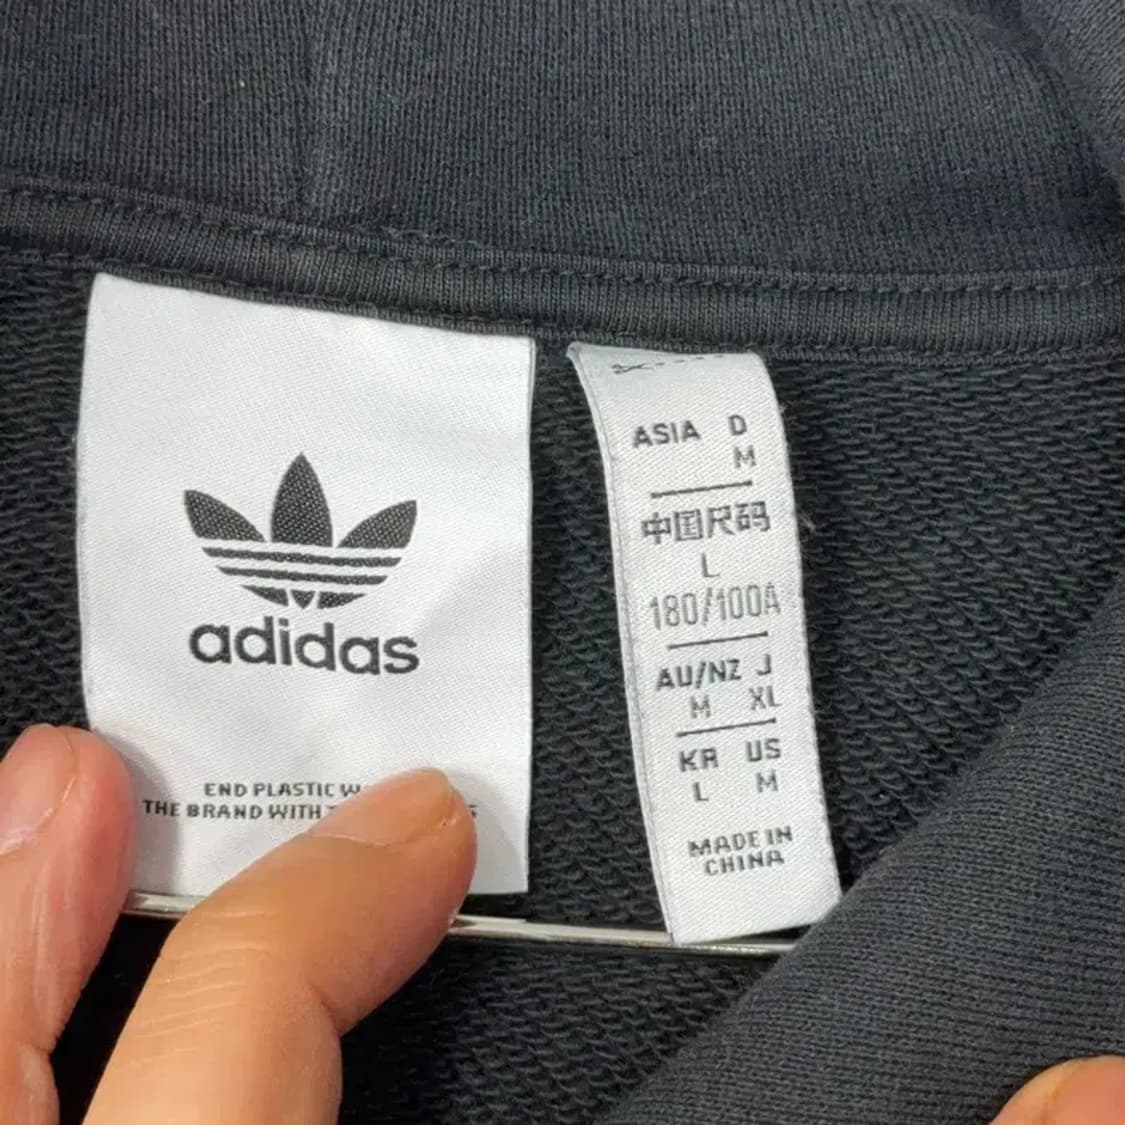 adidas
END PLASTIC
THE BRAND WITH
ASIA D
M
中国尺码
L
180/100A
AU/NZ J
M XL
KR US
L M
MADE IN
CHINA